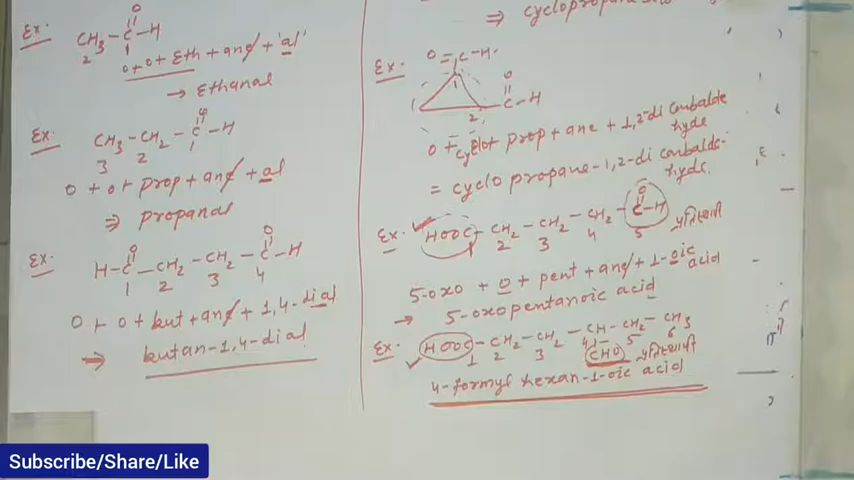 Ex:
O
CH3-C-H
2 1
0+0+Eth+ane+'al'
→ Ethanal
Ex:
O
CH3-CH2-C-H
3 2 1
0+0+prop+ane+al
⇒ propanal
Ex:
O O
H-C-CH2-CH2-C-H
1 2 3 4
0+0+but+ane+1,4-dial
⇒ butan-1,4-dial
⇒ cyclopropane
Ex:
O=C-H
1
O
2 C-H
0+cyclo+prop+ane+1,2-di carbalde
hyde
= cyclo propane-1,2-di carbalde-
hyde.
Ex:
O
HOOC-CH2-CH2-CH2-C-H
2 3 4 5
5-oxo+0+pent+ane+1-oic
acid
→ 5-oxopentanoic acid
Ex:
HOOC-CH2-CH2-CH-CH2-CH3
1 2 3 4 5 6
CHO
4-formyl hexan-1-oic acid
Subscribe/Share/Like